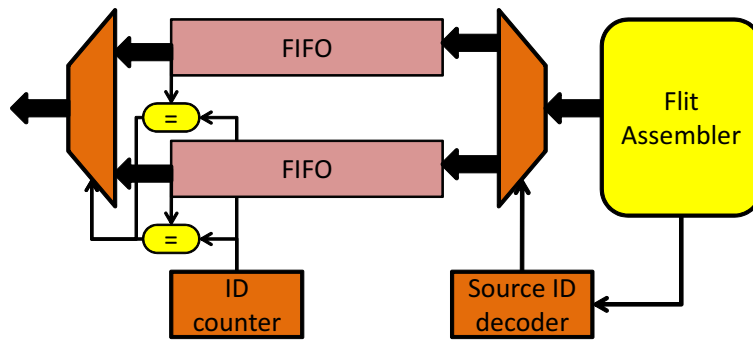 FIFO
Flit
Assembler
=
FIFO
=
ID
counter
Source ID
decoder